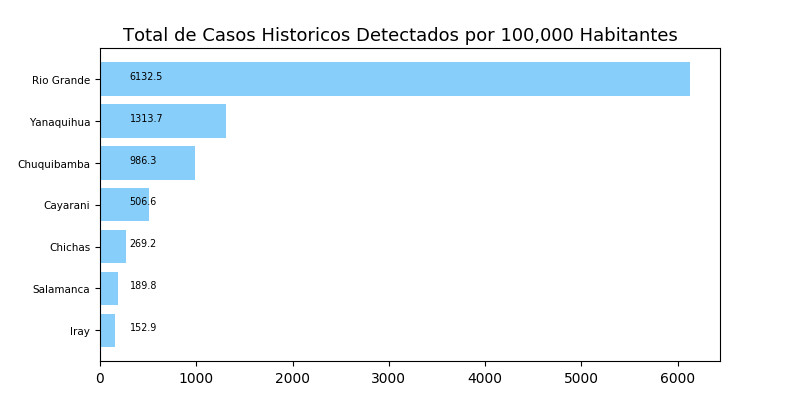 Total de Casos Historicos Detectados por 100,000 Habitantes
Rio Grande 6132.5
Yanaquihua 1313.7
Chuquibamba 986.3
Cayarani 506.6
Chichas 269.2
Salamanca 189.8
Iray 152.9
0 1000 2000 3000 4000 5000 6000